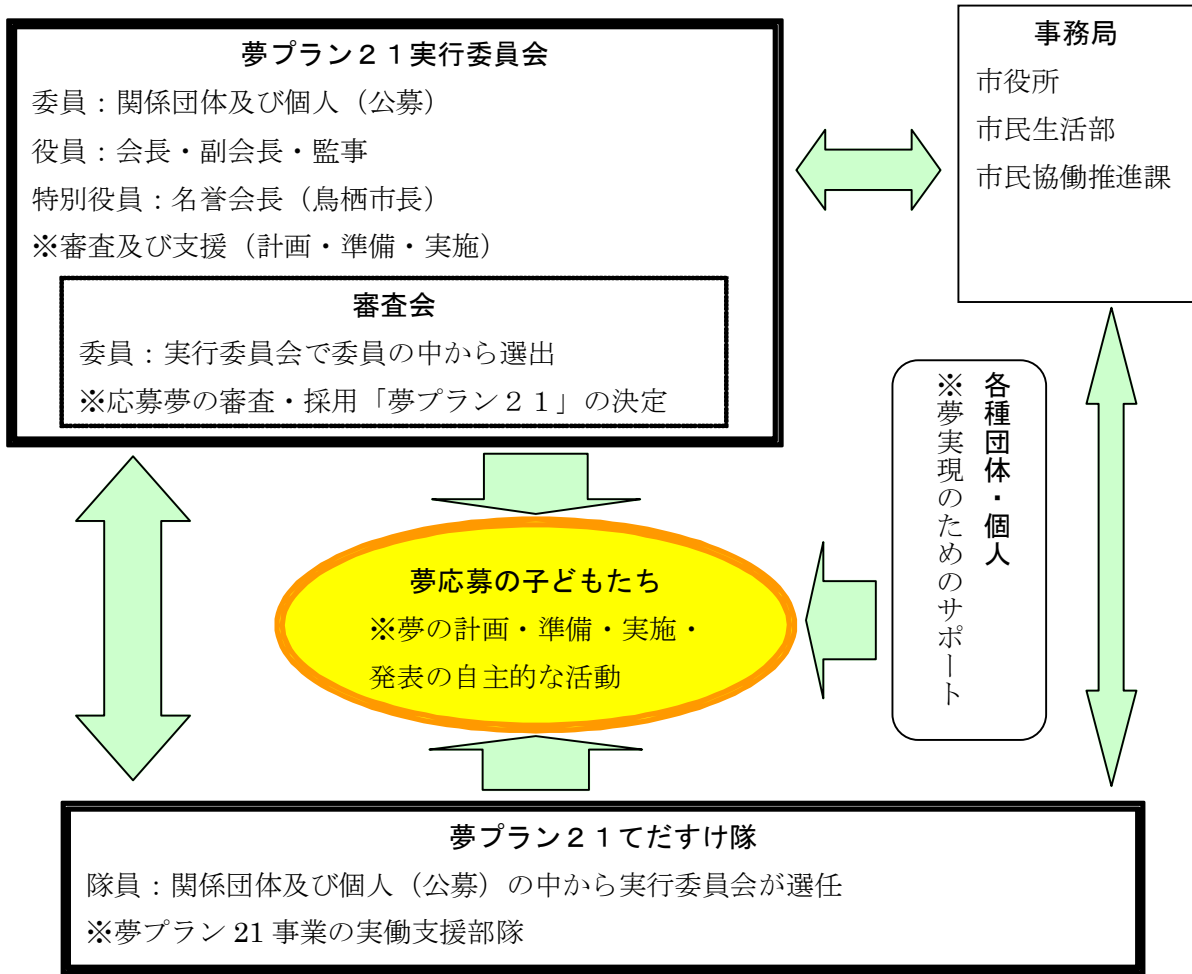 夢プラン２１実行委員会
委員：関係団体及び個人（公募）
役員：会長・副会長・監事
特別役員：名誉会長（鳥栖市長）
※審査及び支援（計画・準備・実施）
審査会
委員：実行委員会で委員の中から選出
※応募夢の審査・採用「夢プラン２１」の決定
事務局
市役所
市民生活部
市民協働推進課
各種団体・個人
※夢実現のためのサポート
夢応募の子どもたち
※夢の計画・準備・実施・
発表の自主的な活動
夢プラン２１てだすけ隊
隊員：関係団体及び個人（公募）の中から実行委員会が選任
※夢プラン 21 事業の実働支援部隊